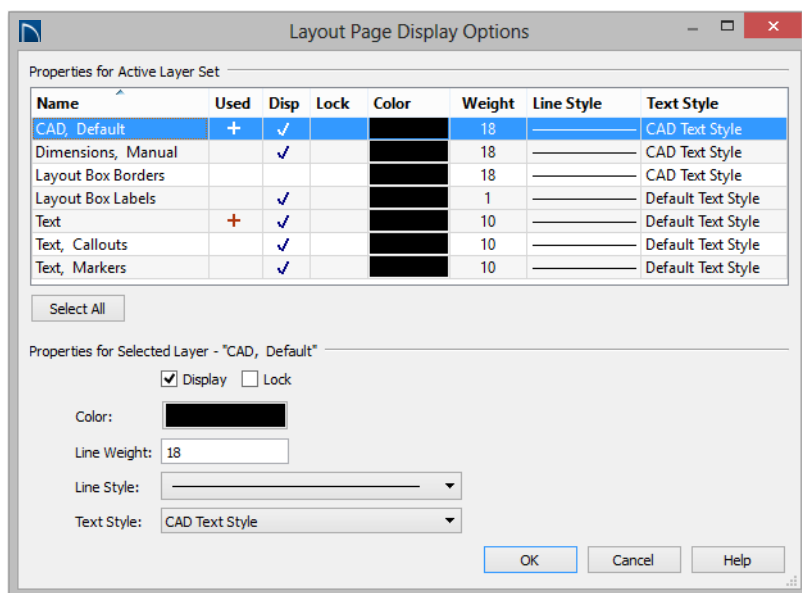 Layout Page Display Options
Properties for Active Layer Set
Name Used Disp Lock Color Weight Line Style Text Style
CAD, Default 18 CAD Text Style
Dimensions, Manual 18 CAD Text Style
Layout Box Borders 18 CAD Text Style
Layout Box Labels 1 Default Text Style
Text 10 Default Text Style
Text, Callouts 10 Default Text Style
Text, Markers 10 Default Text Style
Select All
Properties for Selected Layer - "CAD, Default"
Display Lock
Color:
Line Weight: 18
Line Style:
Text Style: CAD Text Style
OK Cancel Help